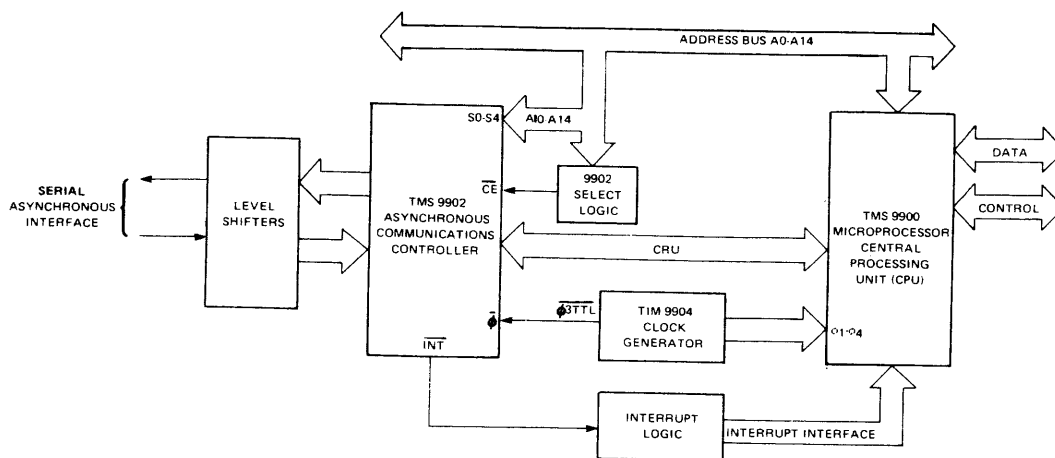 ADDRESS BUS A0-A14
S0-S4
A10-A14
9902
SELECT
LOGIC
CE
SERIAL
ASYNCHRONOUS
INTERFACE
LEVEL
SHIFTERS
TMS 9902
ASYNCHRONOUS
COMMUNICATIONS
CONTROLLER
CRU
TMS 9900
MICROPROCESSOR
CENTRAL
PROCESSING
UNIT (CPU)
DATA
CONTROL
ϕ
ϕ3TTL
TIM 9904
CLOCK
GENERATOR
Φ1-Φ4
INT
INTERRUPT
LOGIC
INTERRUPT INTERFACE